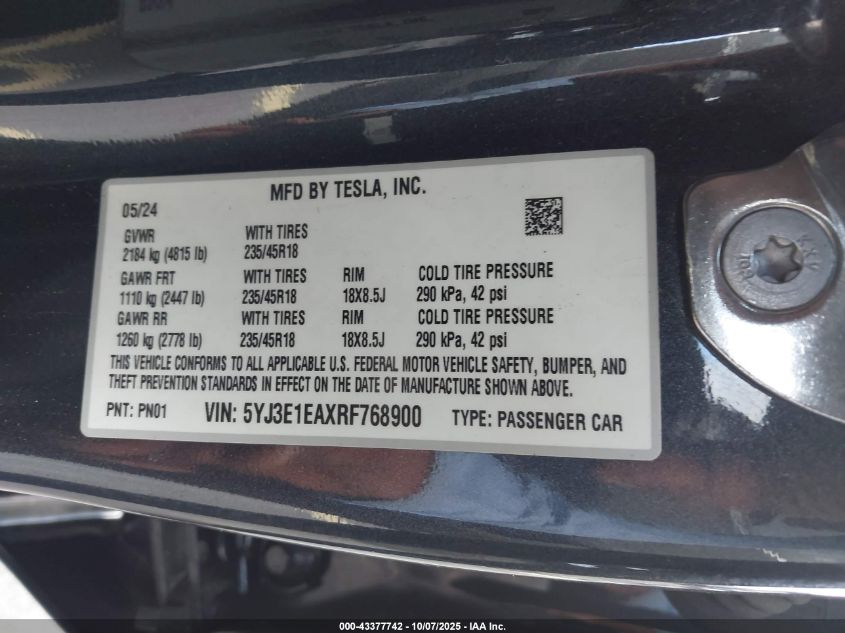 MFD BY TESLA, INC.
05/24
GVWR WITH TIRES
2184 kg (4815 lb) 235/45R18
GAWR FRT WITH TIRES RIM COLD TIRE PRESSURE
1110 kg (2447 lb) 235/45R18 18X8.5J 290 kPa, 42 psi
GAWR RR WITH TIRES RIM COLD TIRE PRESSURE
1260 kg (2778 lb) 235/45R18 18X8.5J 290 kPa, 42 psi
THIS VEHICLE CONFORMS TO ALL APPLICABLE U.S. FEDERAL MOTOR VEHICLE SAFETY, BUMPER, AND
THEFT PREVENTION STANDARDS IN EFFECT ON THE DATE OF MANUFACTURE SHOWN ABOVE.
PNT: PN01 VIN: 5YJ3E1EAXRF768900 TYPE: PASSENGER CAR
000-43377742 - 10/07/2025 - IAA Inc.